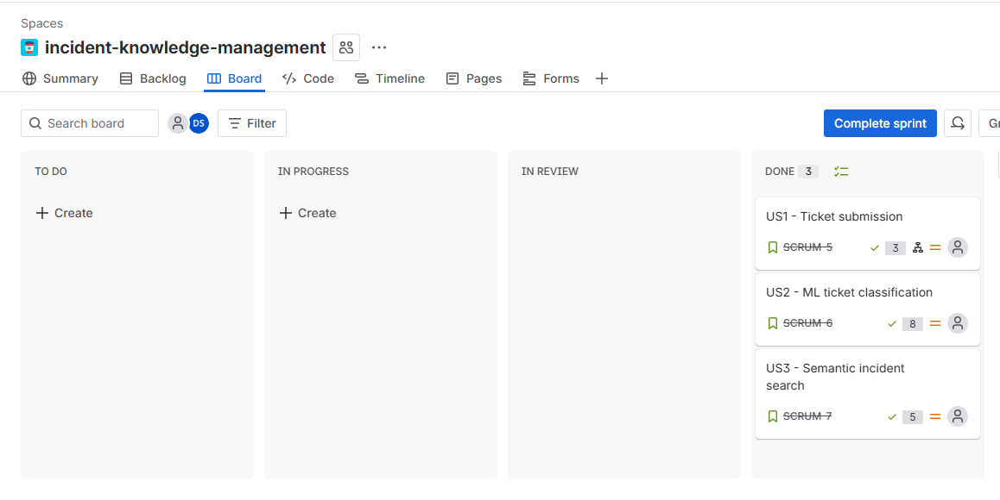 Spaces
incident-knowledge-management
Summary Backlog Board Code Timeline Pages Forms
Search board DS Filter Complete sprint
TO DO IN PROGRESS IN REVIEW DONE 3
Create Create
US1 - Ticket submission
SCRUM-5 3
US2 - ML ticket classification
SCRUM-6 8
US3 - Semantic incident
search
SCRUM-7 5